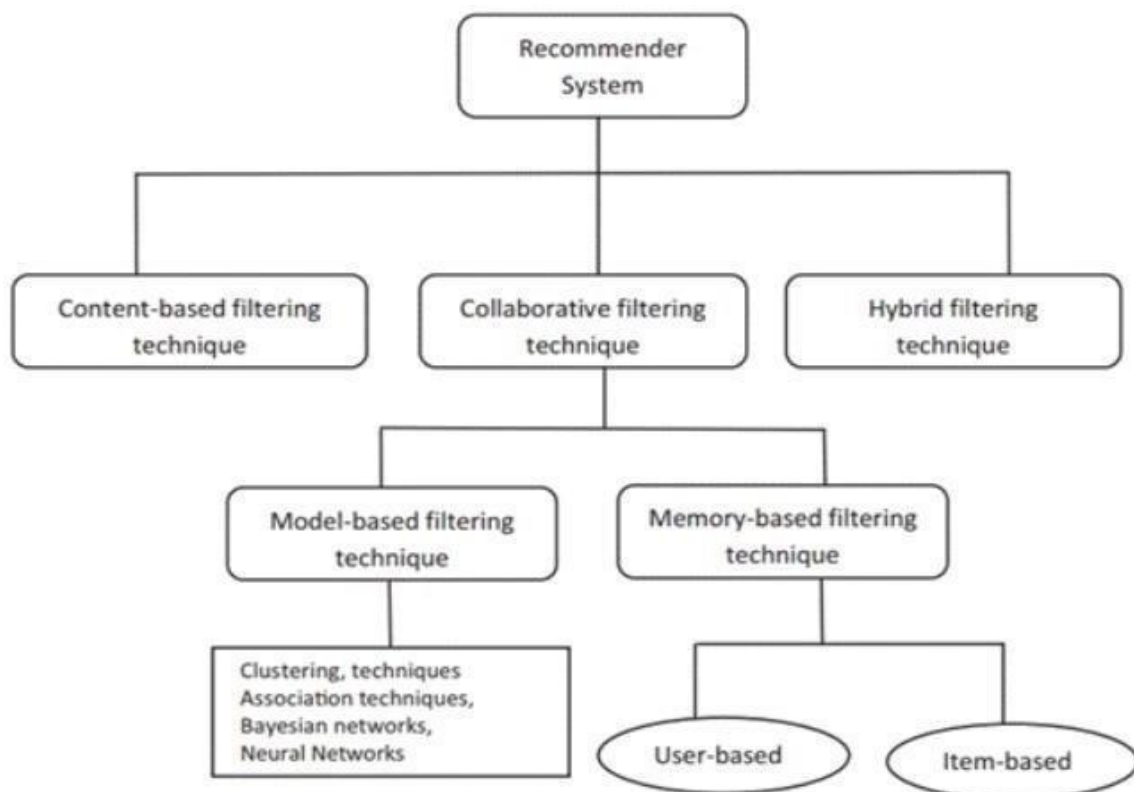 Recommender
System
Content-based filtering
technique
Collaborative filtering
technique
Hybrid filtering
technique
Model-based filtering
technique
Memory-based filtering
technique
Clustering, techniques
Association techniques,
Bayesian networks,
Neural Networks
User-based
Item-based